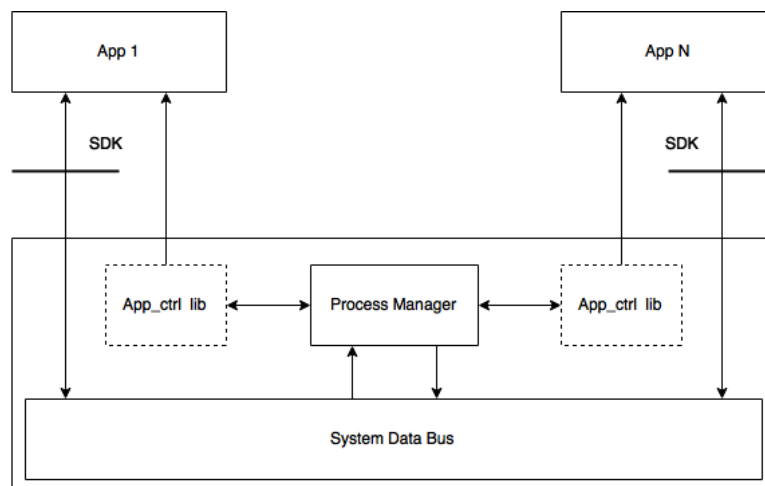 App 1
App N
SDK
SDK
App_ctrl lib
Process Manager
App_ctrl lib
System Data Bus